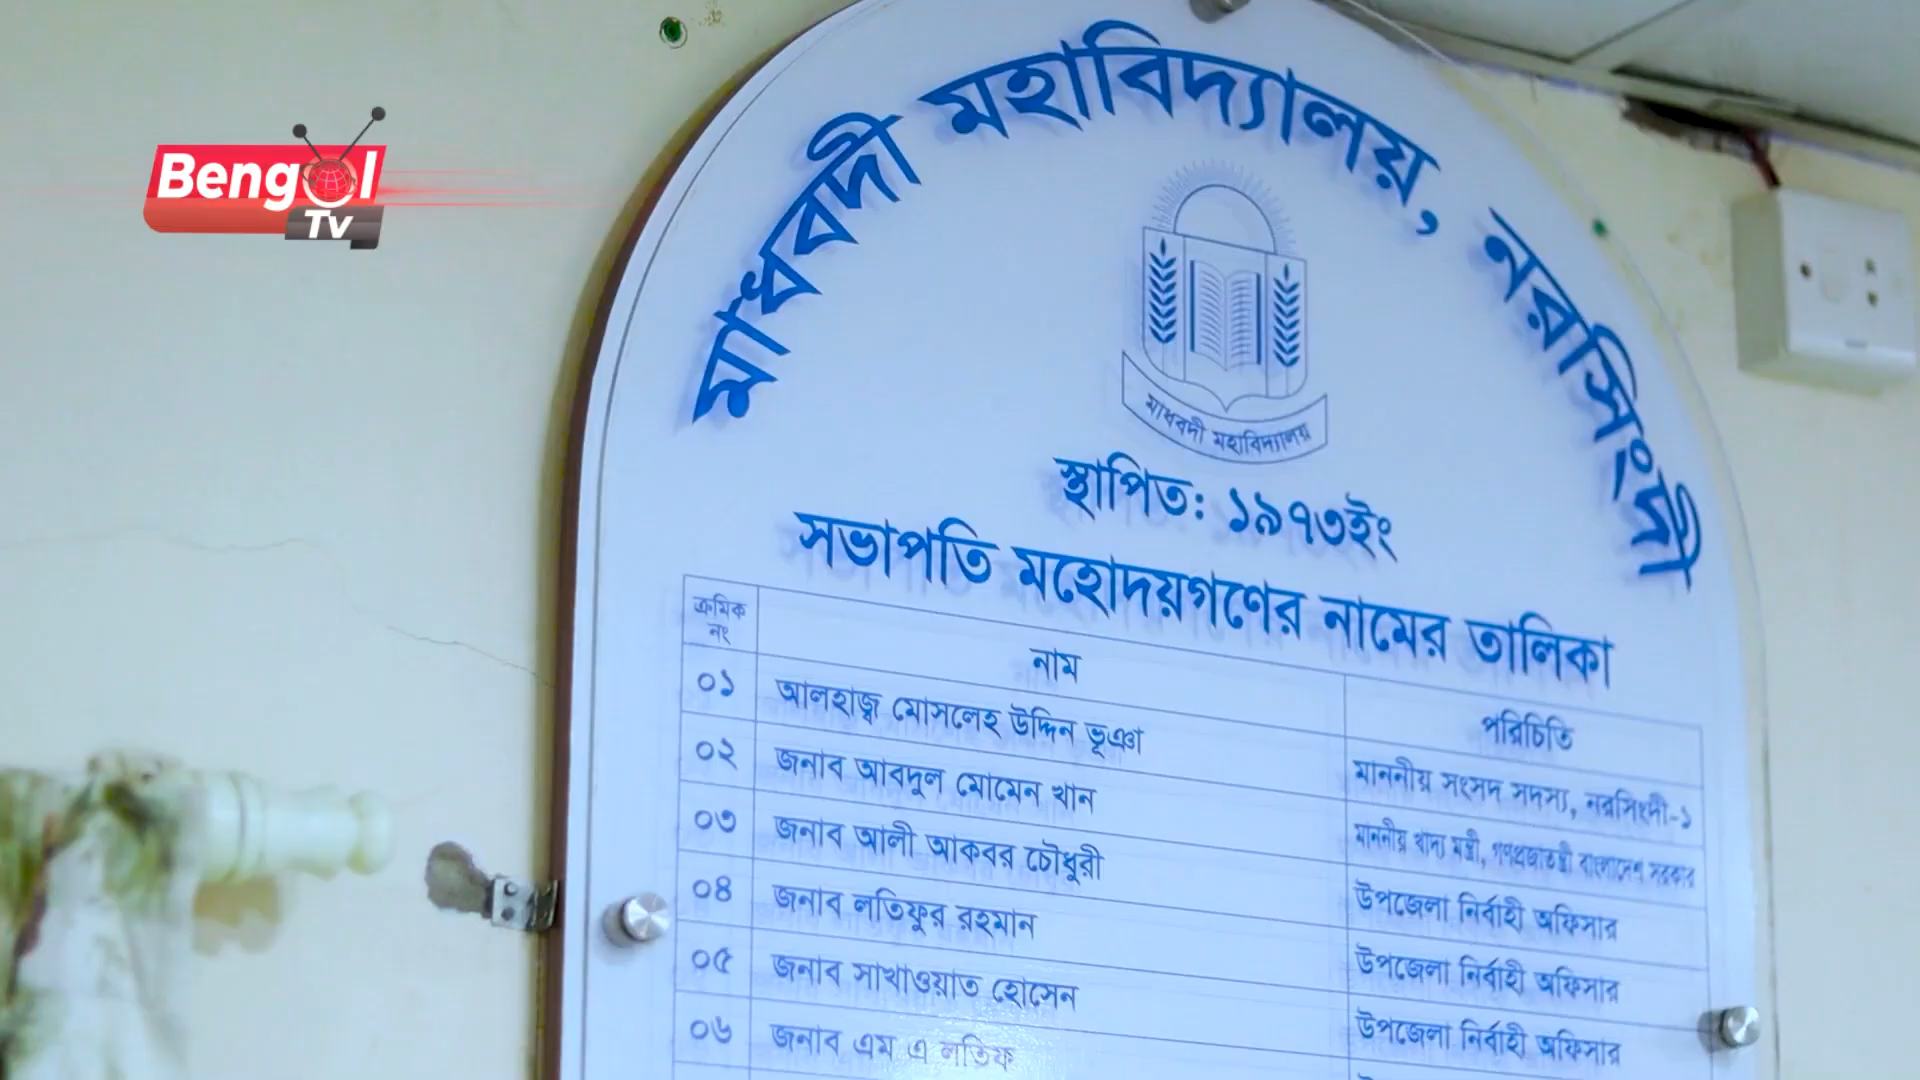 Bengol
Tv
মাধবদী মহাবিদ্যালয়, নরসিংদী
মাধবদী মহাবিদ্যালয়
স্থাপিত: ১৯৭৩ইং
সভাপতি মহোদয়গণের নামের তালিকা
ক্রমিক নং নাম পরিচিতি
০১ আলহাজ্ব মোসলেহ উদ্দিন ভূঞা মাননীয় সংসদ সদস্য, নরসিংদী-১
০২ জনাব আবদুল মোমেন খান মাননীয় খাদ্য মন্ত্রী, গণপ্রজাতন্ত্রী বাংলাদেশ সরকার
০৩ জনাব আলী আকবর চৌধুরী উপজেলা নির্বাহী অফিসার
০৪ জনাব লতিফুর রহমান উপজেলা নির্বাহী অফিসার
০৫ জনাব সাখাওয়াত হোসেন উপজেলা নির্বাহী অফিসার
০৬ জনাব এম এ লতিফ